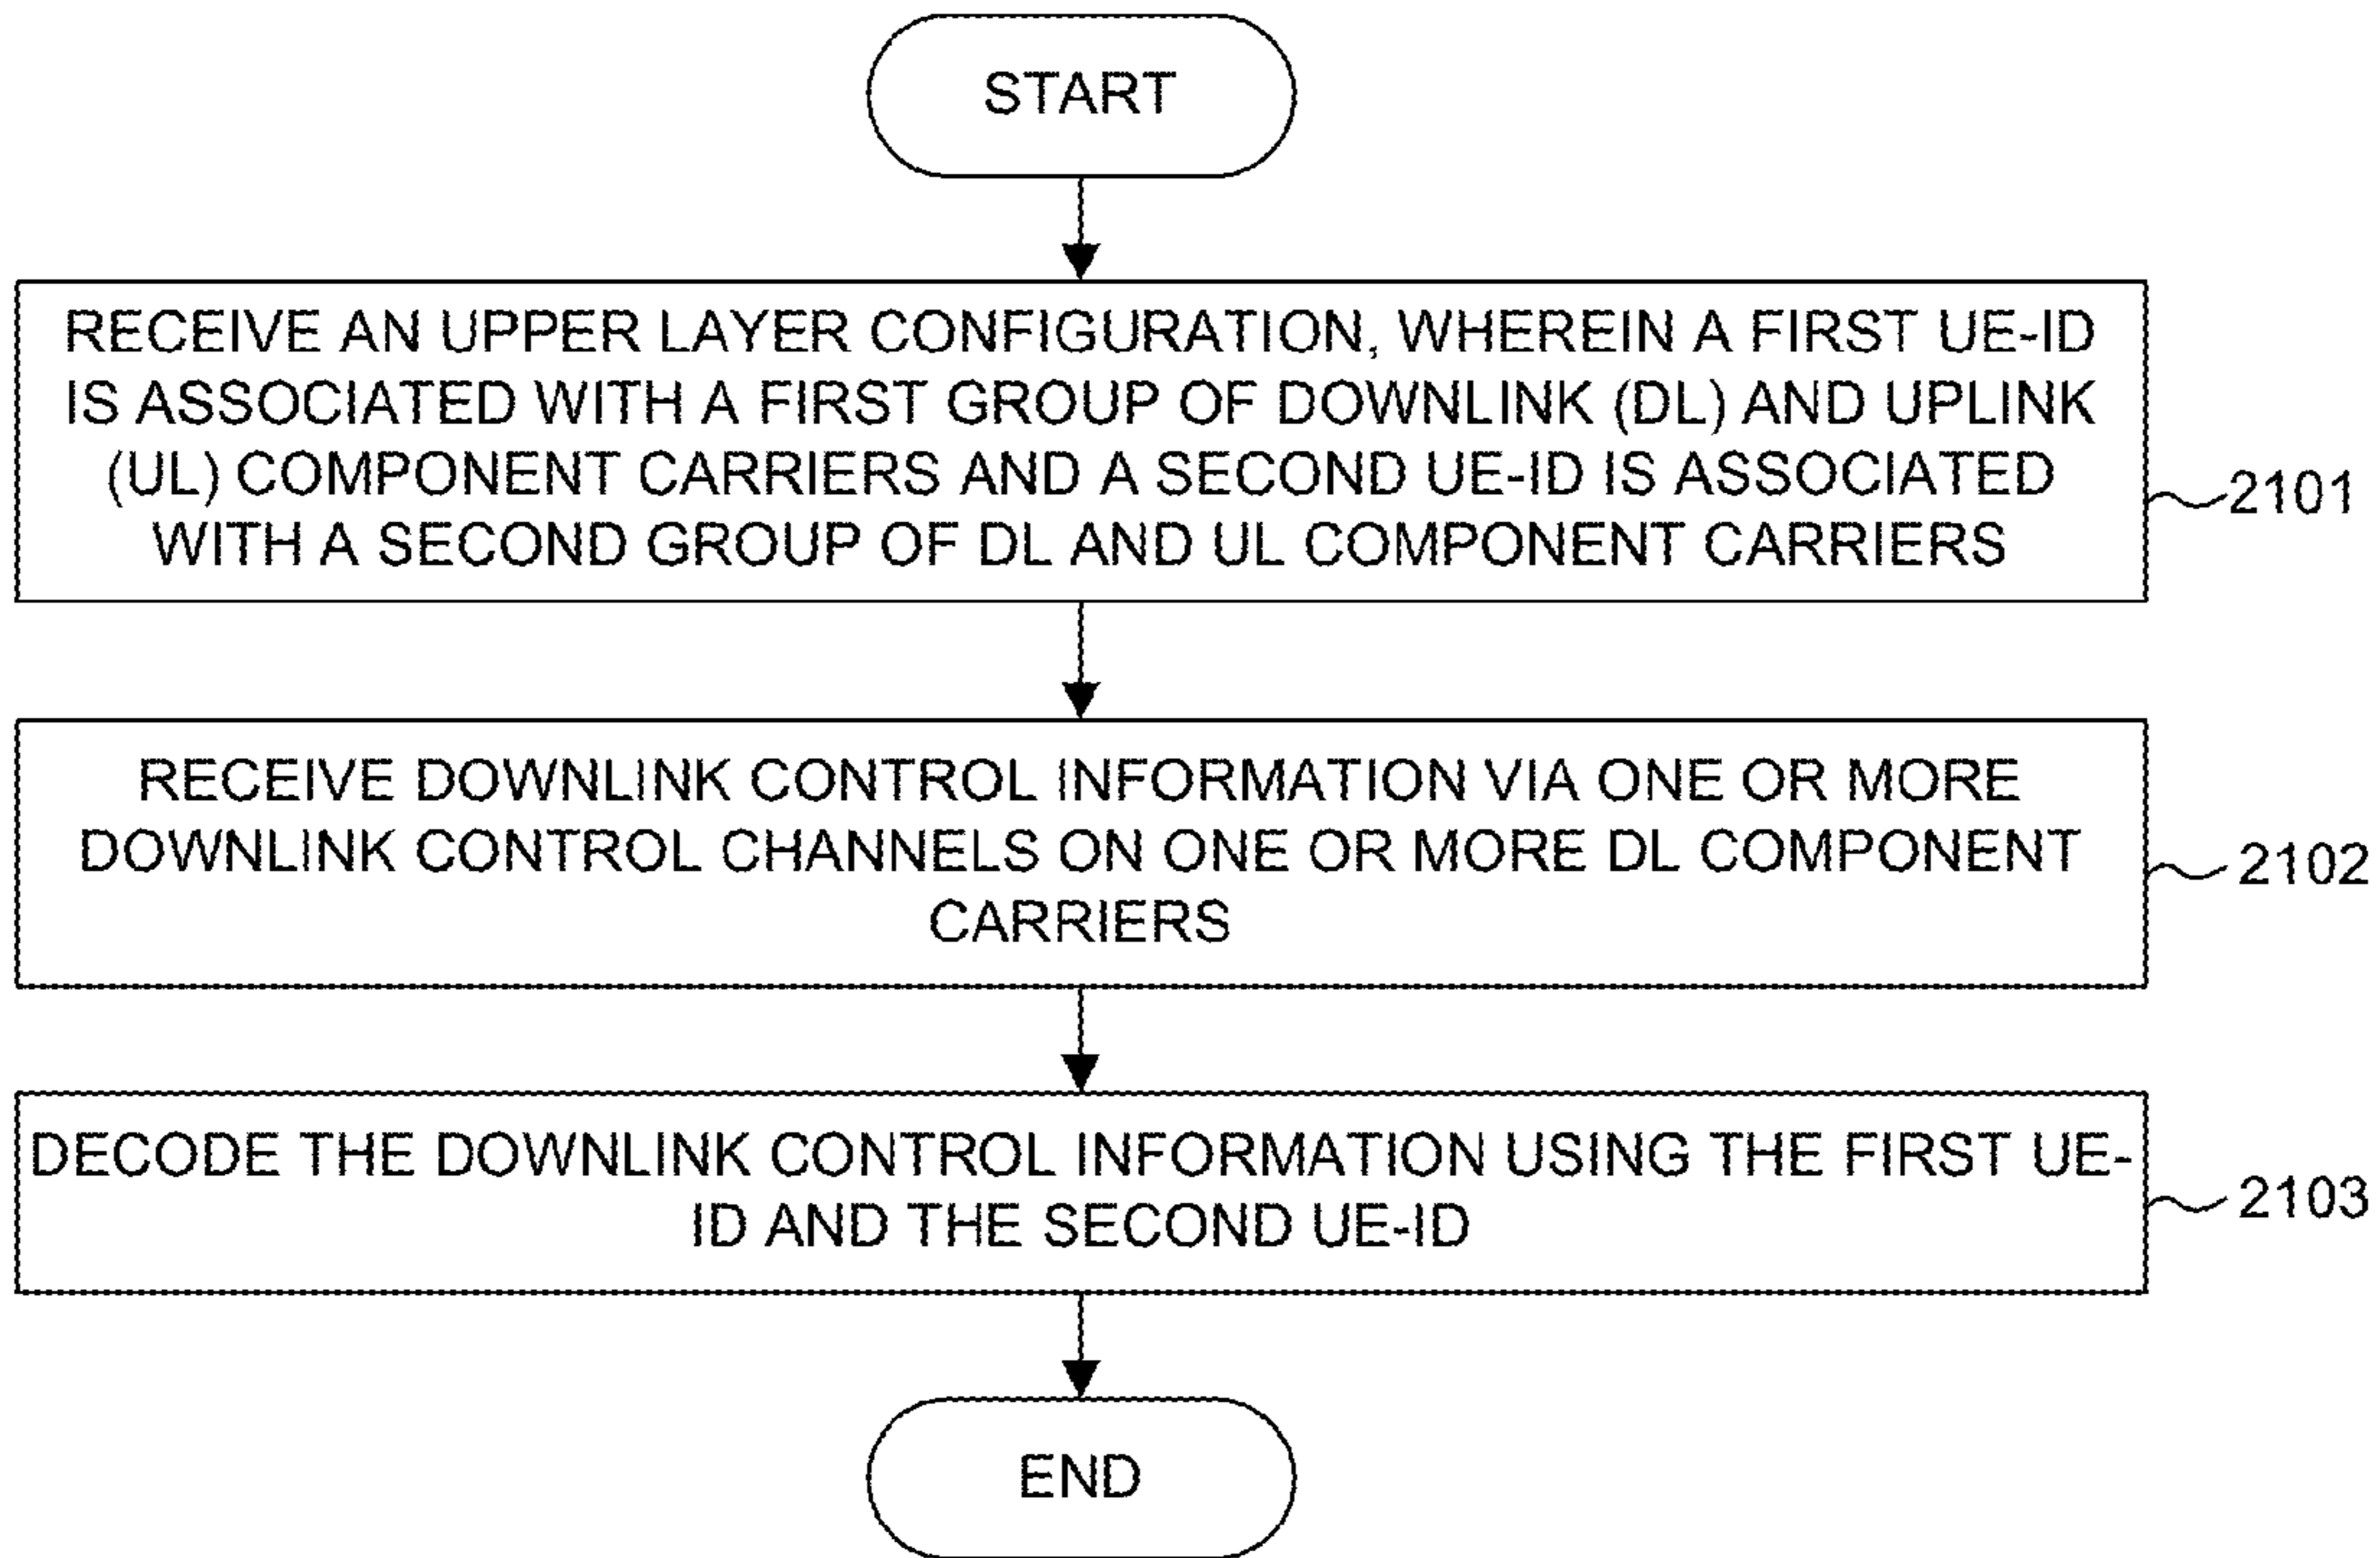 START
RECEIVE AN UPPER LAYER CONFIGURATION, WHEREIN A FIRST UE-ID
IS ASSOCIATED WITH A FIRST GROUP OF DOWNLINK (DL) AND UPLINK
(UL) COMPONENT CARRIERS AND A SECOND UE-ID IS ASSOCIATED
WITH A SECOND GROUP OF DL AND UL COMPONENT CARRIERS
2101
RECEIVE DOWNLINK CONTROL INFORMATION VIA ONE OR MORE
DOWNLINK CONTROL CHANNELS ON ONE OR MORE DL COMPONENT
CARRIERS
2102
DECODE THE DOWNLINK CONTROL INFORMATION USING THE FIRST UE-
ID AND THE SECOND UE-ID
2103
END